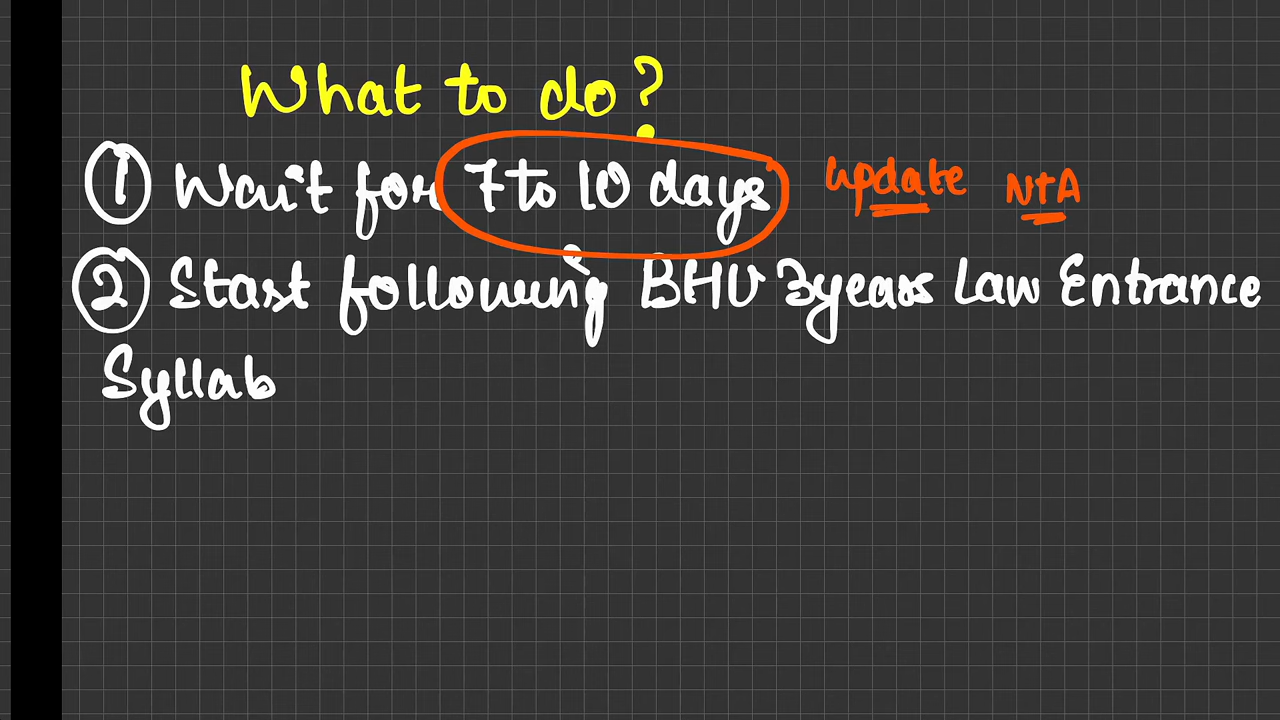 What to do?
① Wait for 7 to 10 days update NTA
② Start following BHU 3years Law Entrance
Syllab